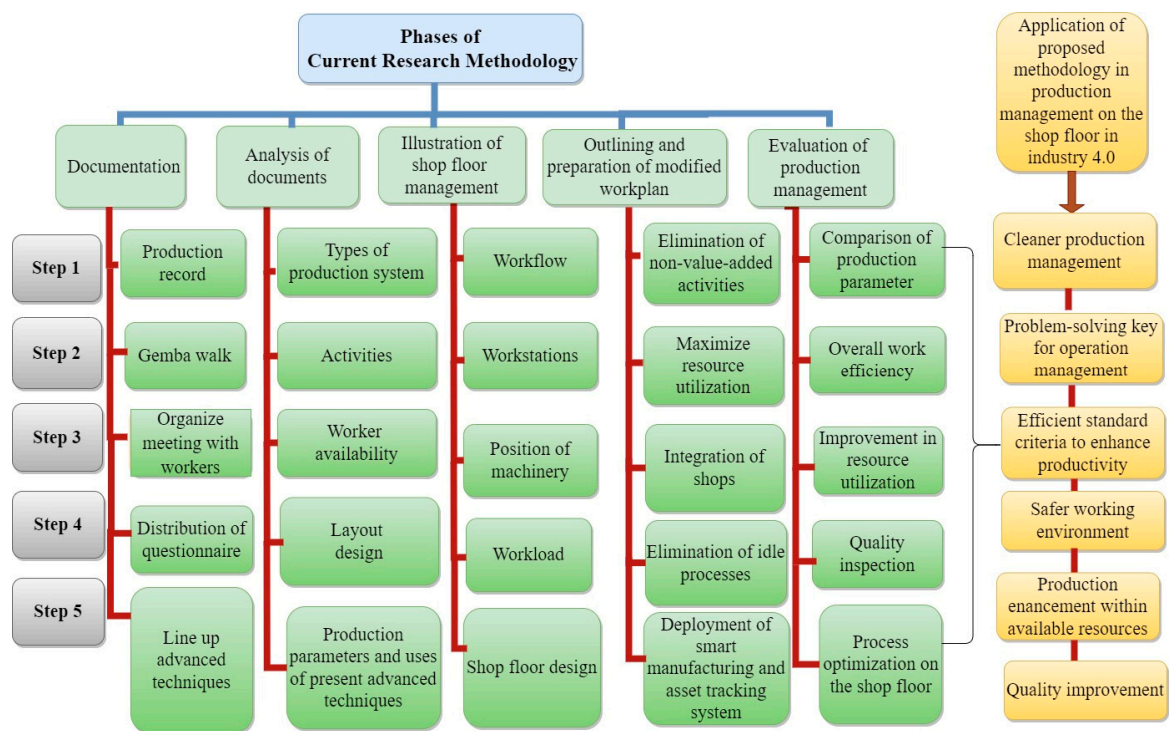 Phases of
Current Research Methodology
Application of
proposed
methodology in
production
management on the
shop floor in
industry 4.0
Documentation
Analysis of
documents
Illustration of
shop floor
management
Outlining and
preparation of modified
workplan
Evaluation of
production
management
Step 1
Production
record
Types of
production system
Workflow
Elimination of
non-value-added
activities
Comparison of
production
parameter
Cleaner production
management
Step 2
Gemba walk
Activities
Workstations
Maximize
resource
utilization
Overall work
efficiency
Problem-solving key
for operation
management
Step 3
Organize
meeting with
workers
Worker
availability
Position of
machinery
Integration of
shops
Improvement in
resource
utilization
Efficient standard
criteria to enhance
productivity
Step 4
Distribution of
questionnaire
Layout
design
Workload
Elimination of idle
processes
Quality
inspection
Safer working
environment
Step 5
Line up
advanced
techniques
Production
parameters and uses
of present advanced
techniques
Shop floor design
Deployment of
smart
manufacturing and
asset tracking
system
Process
optimization on
the shop floor
Production
enancement within
available resources
Quality improvement